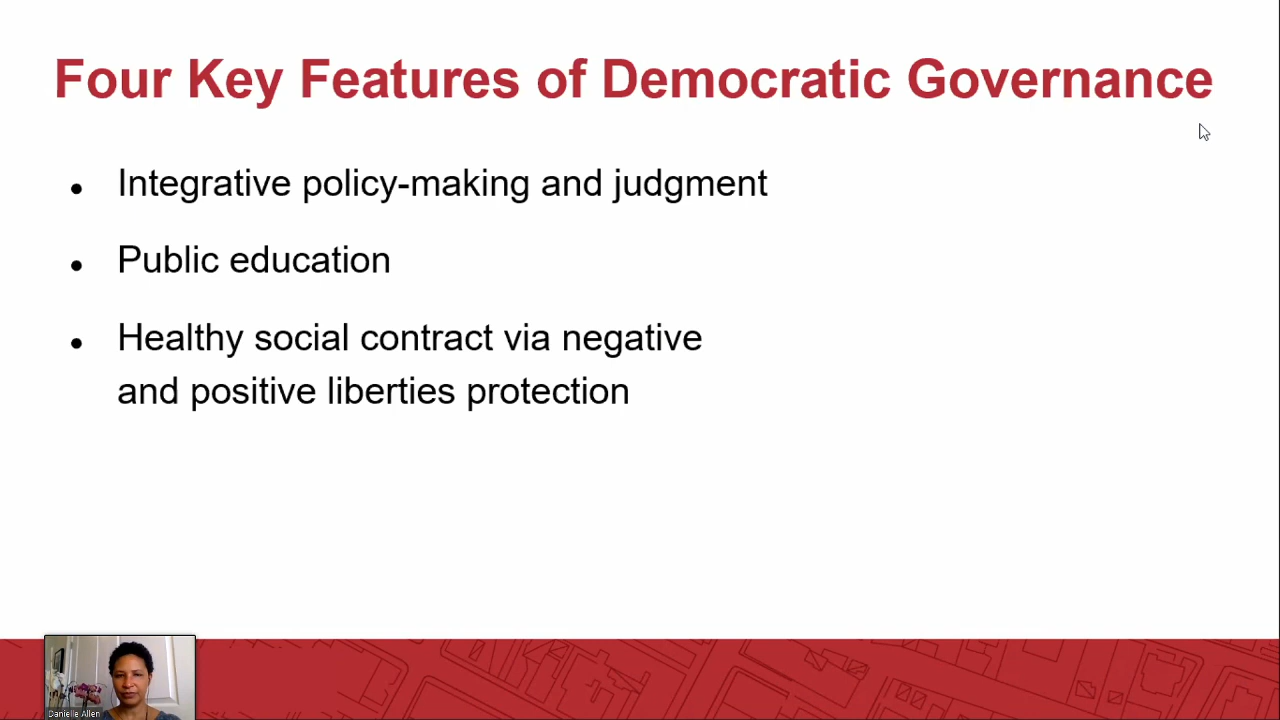 Four Key Features of Democratic Governance
• Integrative policy-making and judgment
• Public education
• Healthy social contract via negative
and positive liberties protection
Danielle Allen